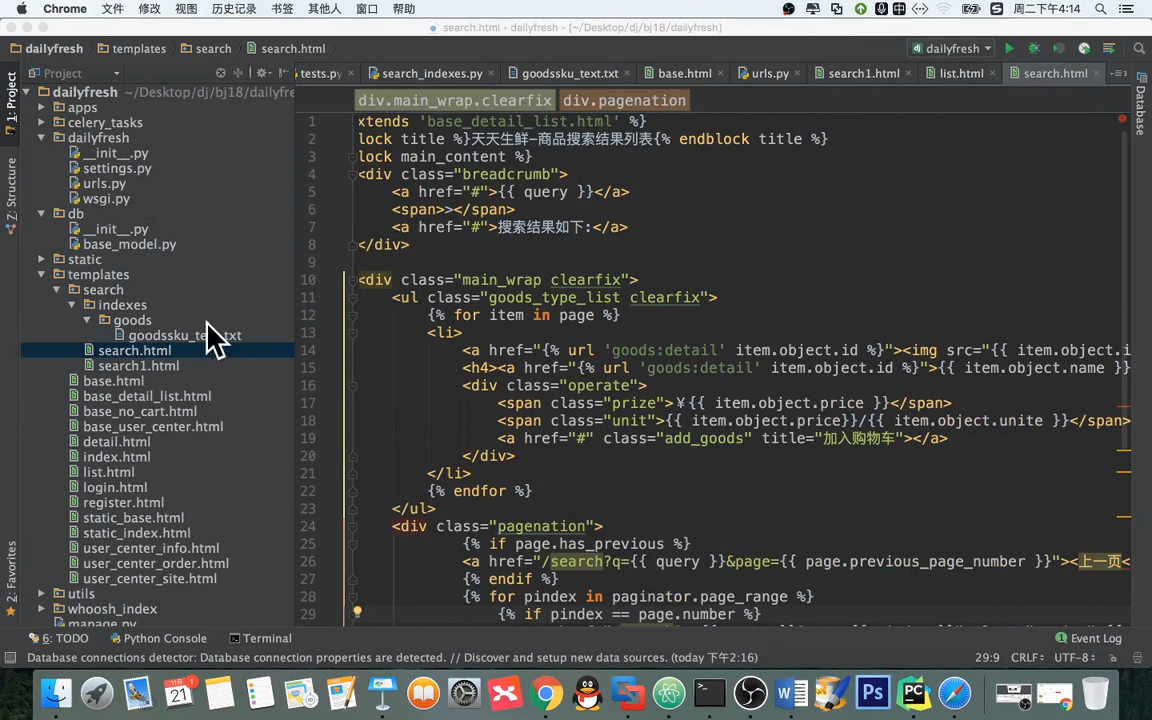 Chrome 文件 修改 视图 历史记录 书签 其他人 窗口 帮助 周二下午4:14
search.html - dailyfresh - [~/Desktop/dj/bj18/dailyfresh]
dailyfresh templates search search.html dailyfresh
Project tests.py search_indexes.py goodssku_text.txt base.html urls.py search1.html list.html search.html
1: Project
Z: Structure
2: Favorites
Database
dailyfresh ~/Desktop/dj/bj18/dailyfre
apps
celery_tasks
dailyfresh
__init__.py
settings.py
urls.py
wsgi.py
db
__init__.py
base_model.py
static
templates
search
indexes
goods
goodssku_te xt
search.html
search1.html
base.html
base_detail_list.html
base_no_cart.html
base_user_center.html
detail.html
index.html
list.html
login.html
register.html
static_base.html
static_index.html
user_center_info.html
user_center_order.html
user_center_site.html
utils
whoosh_index
manage.py
div.main_wrap.clearfix div.pagenation
1 xtends 'base_detail_list.html' %}
2 lock title %}天天生鲜-商品搜索结果列表{% endblock title %}
3 lock main_content %}
4 <div class="breadcrumb">
5 <a href="#">{{ query }}</a>
6 <span>></span>
7 <a href="#">搜索结果如下:</a>
8 </div>
9
10 <div class="main_wrap clearfix">
11 <ul class="goods_type_list clearfix">
12 {% for item in page %}
13 <li>
14 <a href="{% url 'goods:detail' item.object.id %}"><img src="{{ item.object.i
15 <h4><a href="{% url 'goods:detail' item.object.id %}">{{ item.object.name }}
16 <div class="operate">
17 <span class="prize">¥{{ item.object.price }}</span>
18 <span class="unit">{{ item.object.price}}/{{ item.object.unite }}</span>
19 <a href="#" class="add_goods" title="加入购物车"></a>
20 </div>
21 </li>
22 {% endfor %}
23 </ul>
24 <div class="pagenation">
25 {% if page.has_previous %}
26 <a href="/search?q={{ query }}&page={{ page.previous_page_number }}"><上一页<
27 {% endif %}
28 {% for pindex in paginator.page_range %}
29 {% if pindex == page.number %}
6: TODO Python Console Terminal 1 Event Log
Database connections detector: Database connection properties are detected. // Discover and setup new data sources. (today 下午2:16) 29:9 CRLF UTF-8
21